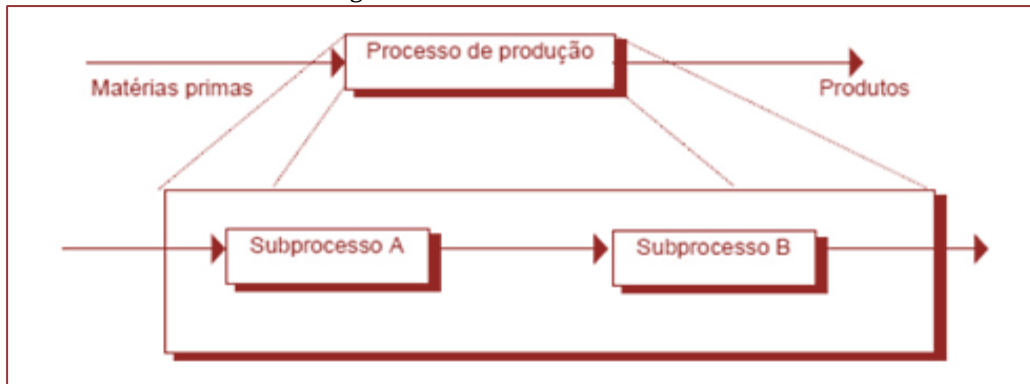 Processo de produção
Matérias primas
Produtos
Subprocesso A
Subprocesso B